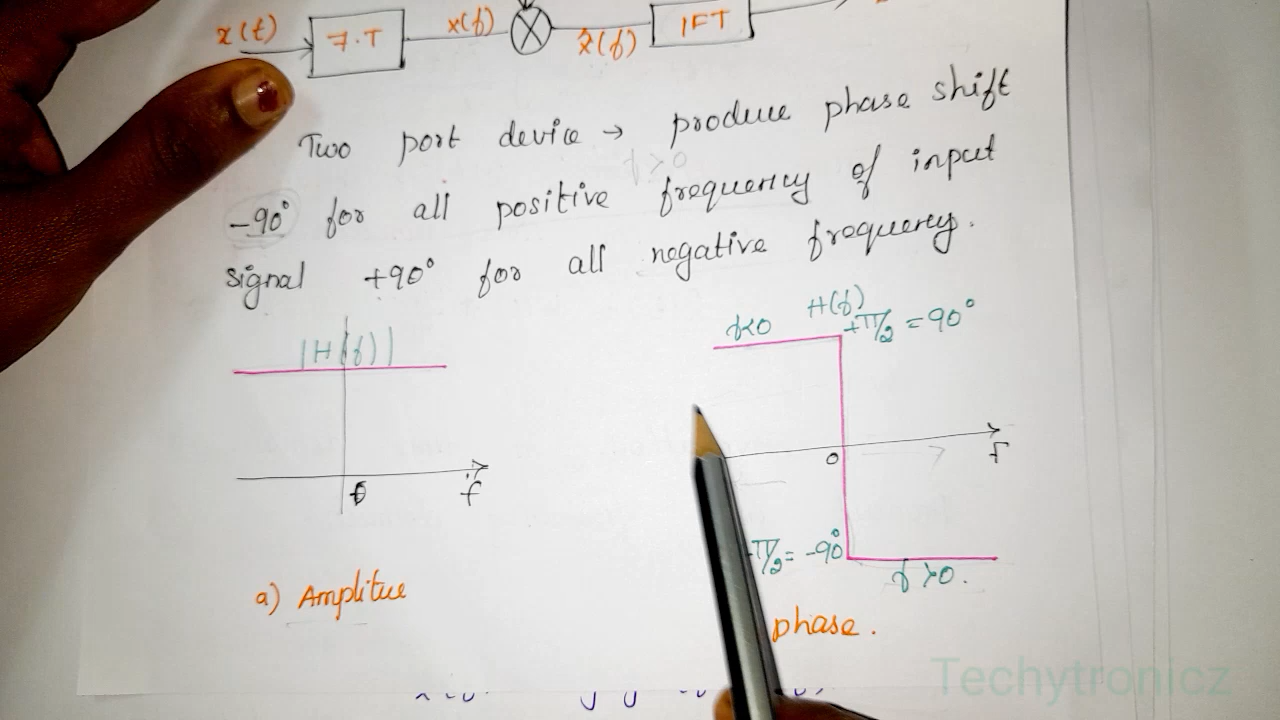 x(t) F.T x(f) x̂(f) IFT
Two port device → produce phase shift
f>0
-90° for all positive frequency of input
signal +90° for all negative frequency.
|H(f)|
f
f<0 H(f)
+π/2 = 90°
0 f
-π/2 = -90°
f>0.
a) Amplitue
phase.
Techytronicz